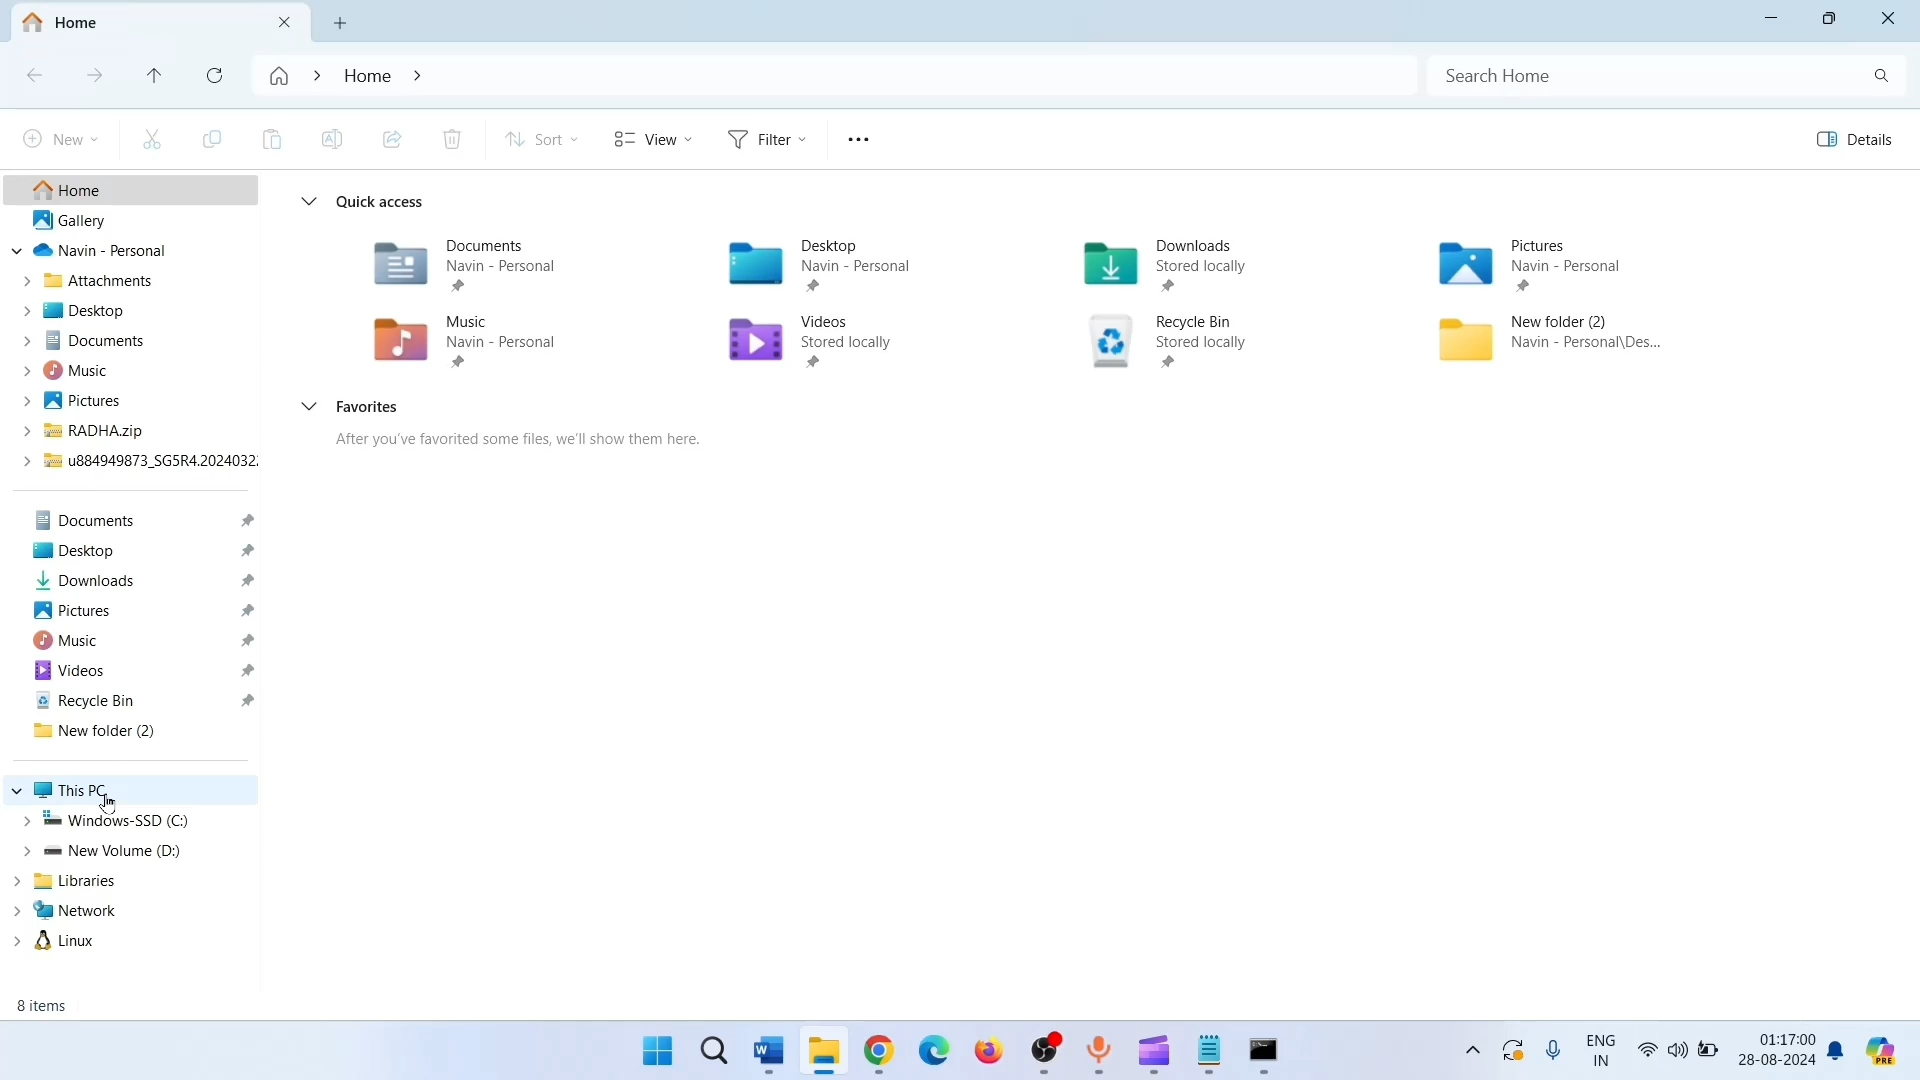 Home
Home
Search Home
New
Sort
View
Filter
Details
Home
Gallery
Navin - Personal
Attachments
Desktop
Documents
Music
Pictures
RADHA.zip
u884949873_SG5R4.2024032
Documents
Desktop
Downloads
Pictures
Music
Videos
Recycle Bin
New folder (2)
This PC
Windows-SSD (C:)
New Volume (D:)
Libraries
Network
Linux
8 items
Quick access
Documents
Navin - Personal
Desktop
Navin - Personal
Downloads
Stored locally
Pictures
Navin - Personal
Music
Navin - Personal
Videos
Stored locally
Recycle Bin
Stored locally
New folder (2)
Navin - Personal\Des...
Favorites
After you've favorited some files, we'll show them here.
W
ENG
IN
01:17:00
28-08-2024
PRE